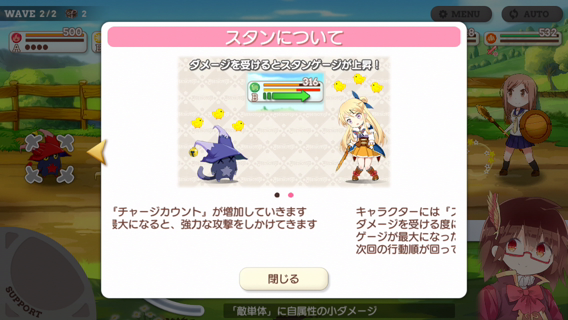 WAVE 2/2
2
MENU
AUTO
500
A
532
スタンについて
ダメージを受けるとスタンゲージが上昇!
316
B
「チャージカウント」が増加していきます
最大になると、強力な攻撃をしかけてきます
キャラクターには「ス
ダメージを受ける度に
ゲージが最大になった
次回の行動順が回って
閉じる
SUPPORT
「敵単体」に自属性の小ダメージ